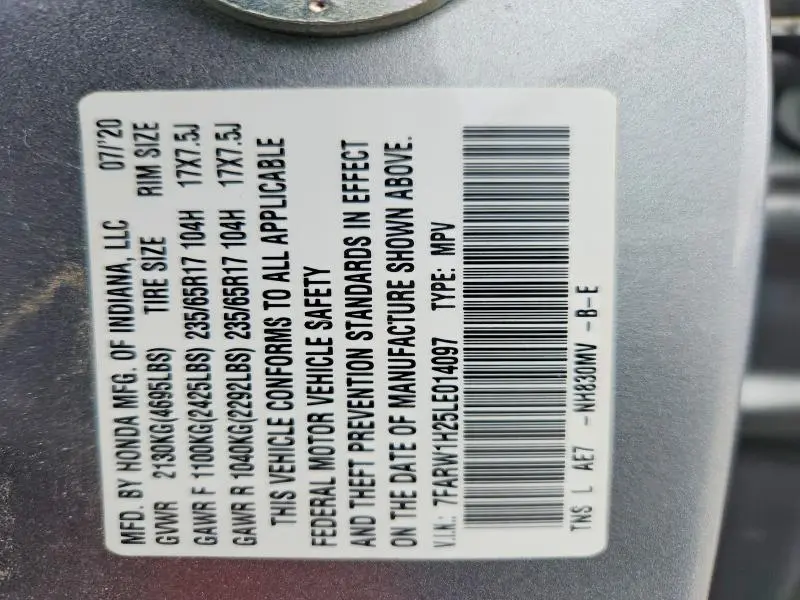 MFD. BY HONDA MFG. OF INDIANA, LLC 07/'20
GVWR 2130KG(4695LBS) TIRE SIZE RIM SIZE
GAWR F 1100KG(2425LBS) 235/65R17 104H 17X7.5J
GAWR R 1040KG(2292LBS) 235/65R17 104H 17X7.5J
THIS VEHICLE CONFORMS TO ALL APPLICABLE
FEDERAL MOTOR VEHICLE SAFETY
AND THEFT PREVENTION STANDARDS IN EFFECT
ON THE DATE OF MANUFACTURE SHOWN ABOVE.
V.I.N.: 7FARW1H25LE014097 TYPE: MPV
TNS L AE7 -NH830MV -B-E